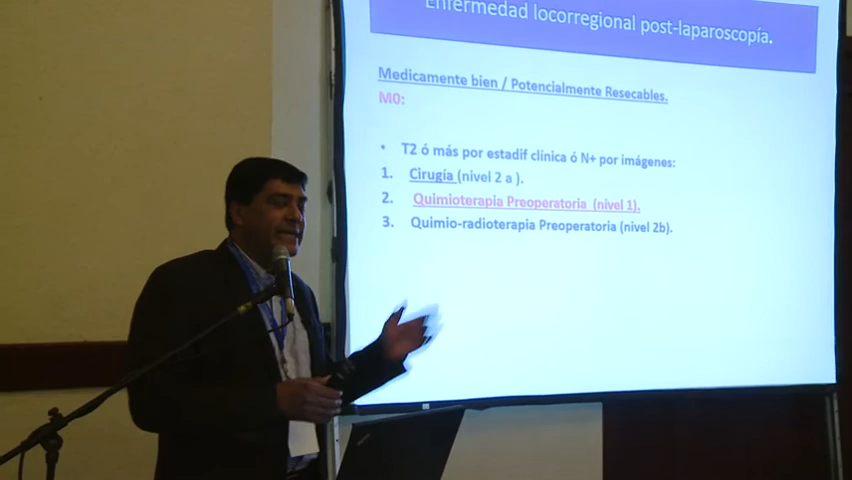 Enfermedad locorregional post-laparoscopía.
Medicamente bien / Potencialmente Resecables.
M0:
• T2 ó más por estadif clínica ó N+ por imágenes:
1. Cirugía (nivel 2 a ).
2. Quimioterapia Preoperatoria (nivel 1).
3. Quimio-radioterapia Preoperatoria (nivel 2b).